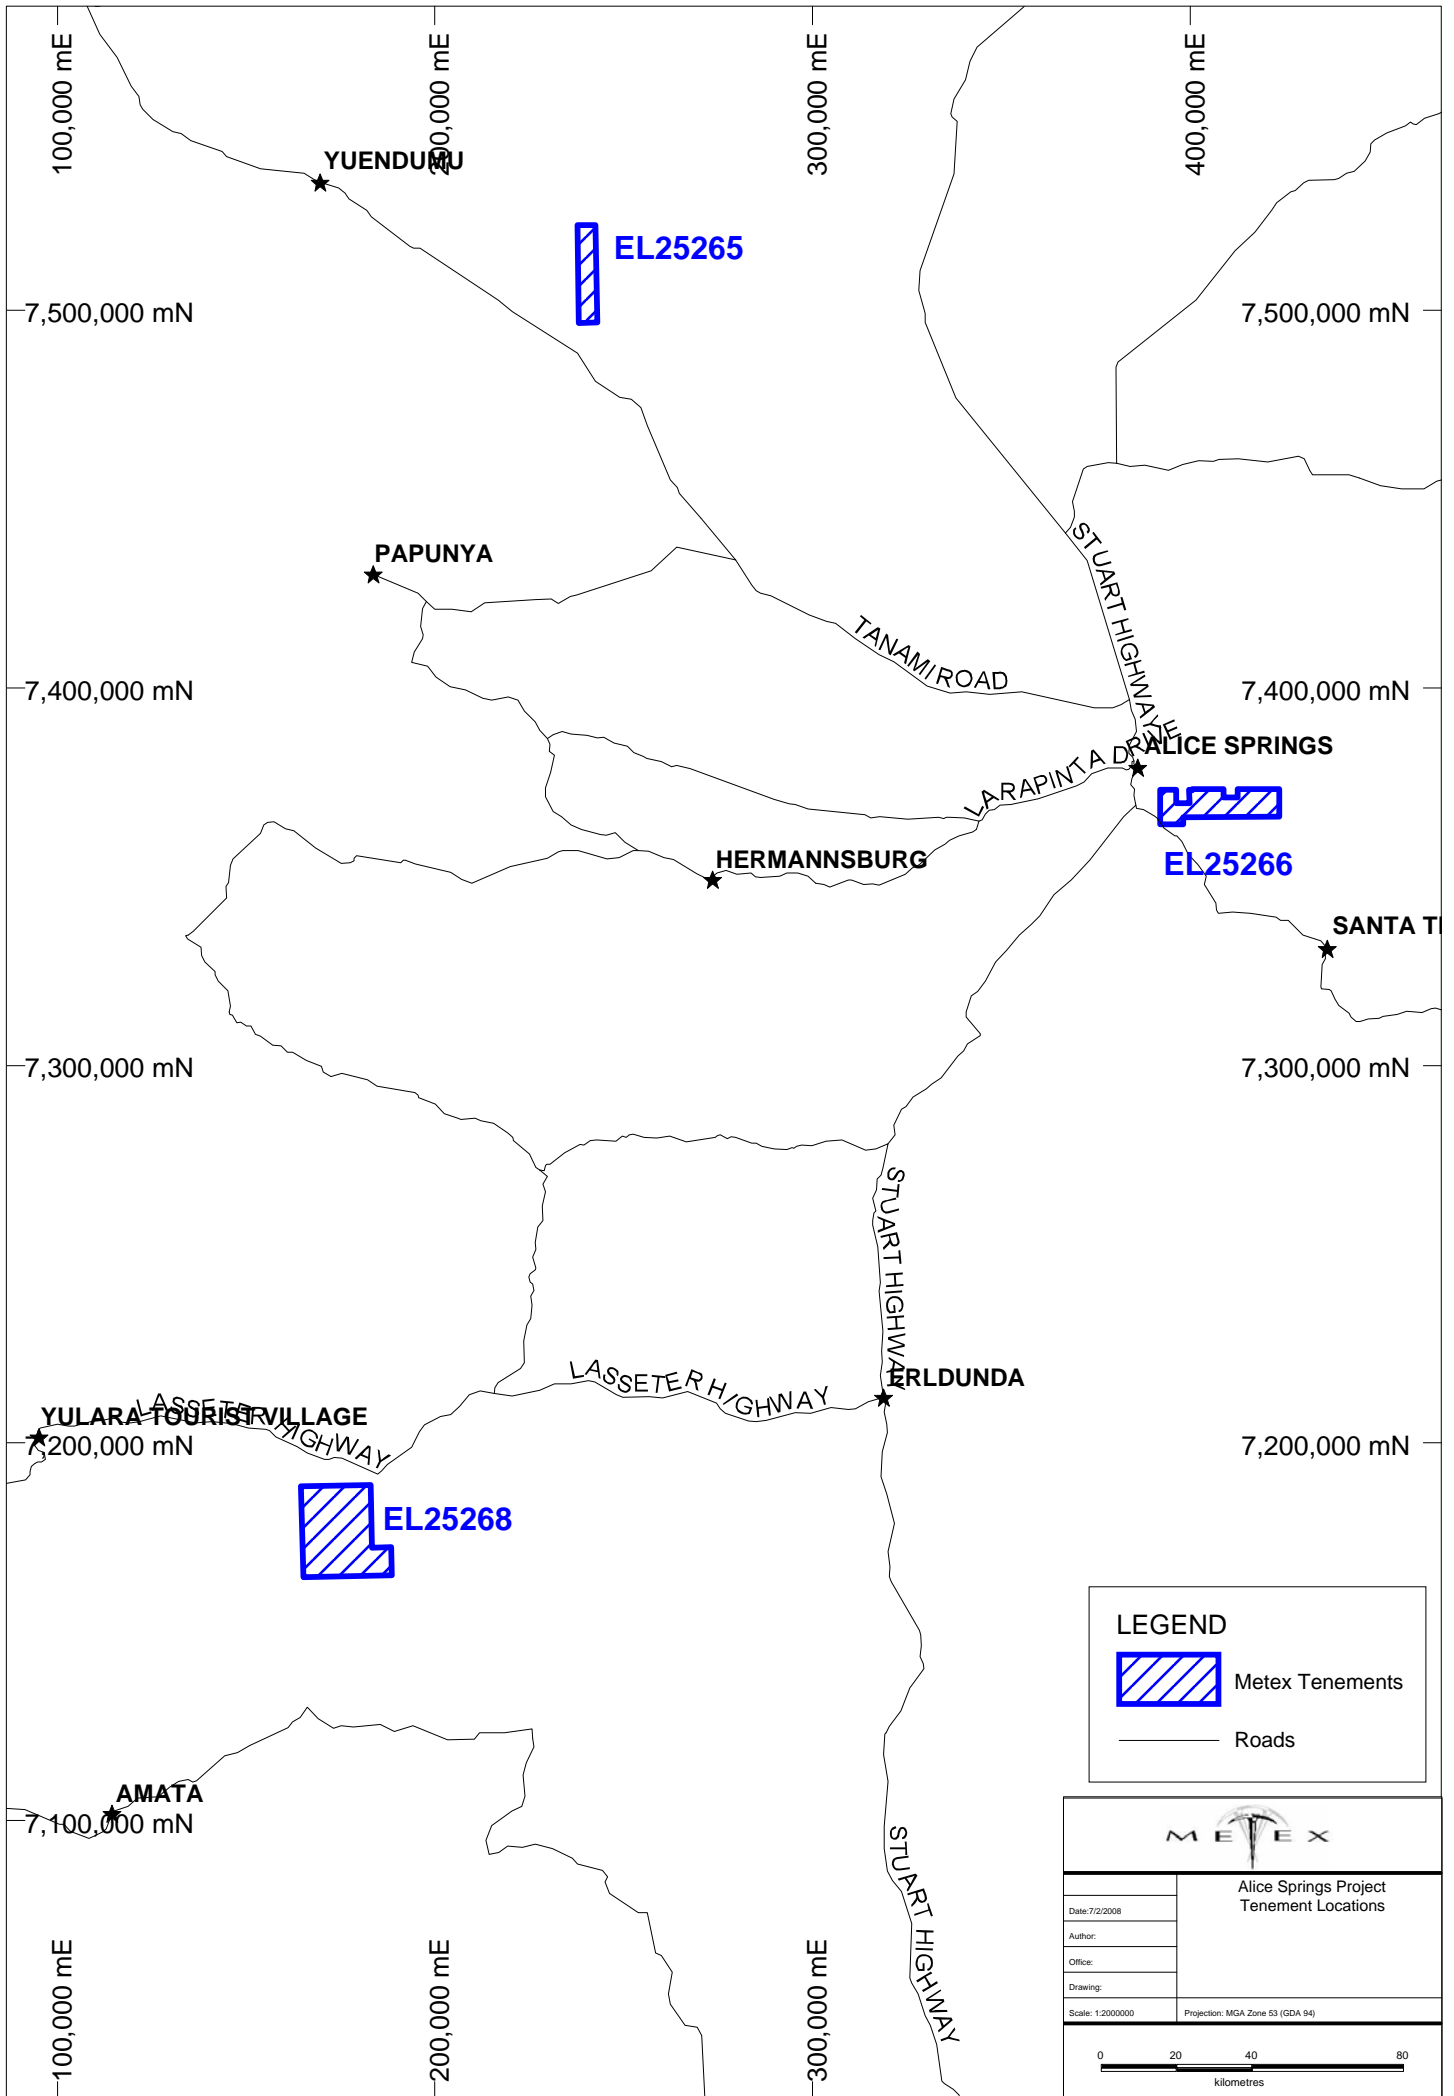 100,000 mE
200,000 mE
300,000 mE
400,000 mE
YUENDUMU
EL25265
7,500,000 mN
7,500,000 mN
STUART HIGHWAY
PAPUNYA
TANAMI ROAD
7,400,000 mN
7,400,000 mN
ALICE SPRINGS
LARAPINTA DRIVE
HERMANNSBURG
EL25266
SANTA T
7,300,000 mN
7,300,000 mN
STUART HIGHWAY
LASSETER HIGHWAY
ERLDUNDA
LASSETER HIGHWAY
YULARA TOURIST VILLAGE
7,200,000 mN
7,200,000 mN
EL25268
LEGEND
Metex Tenements
Roads
AMATA
7,100,000 mN
STUART HIGHWAY
METEX
Alice Springs Project
Tenement Locations
Date:7/2/2008
Author:
Office:
Drawing:
Scale: 1:2000000
Projection: MGA Zone 53 (GDA 94)
100,000 mE
200,000 mE
300,000 mE
0 20 40 80
kilometres